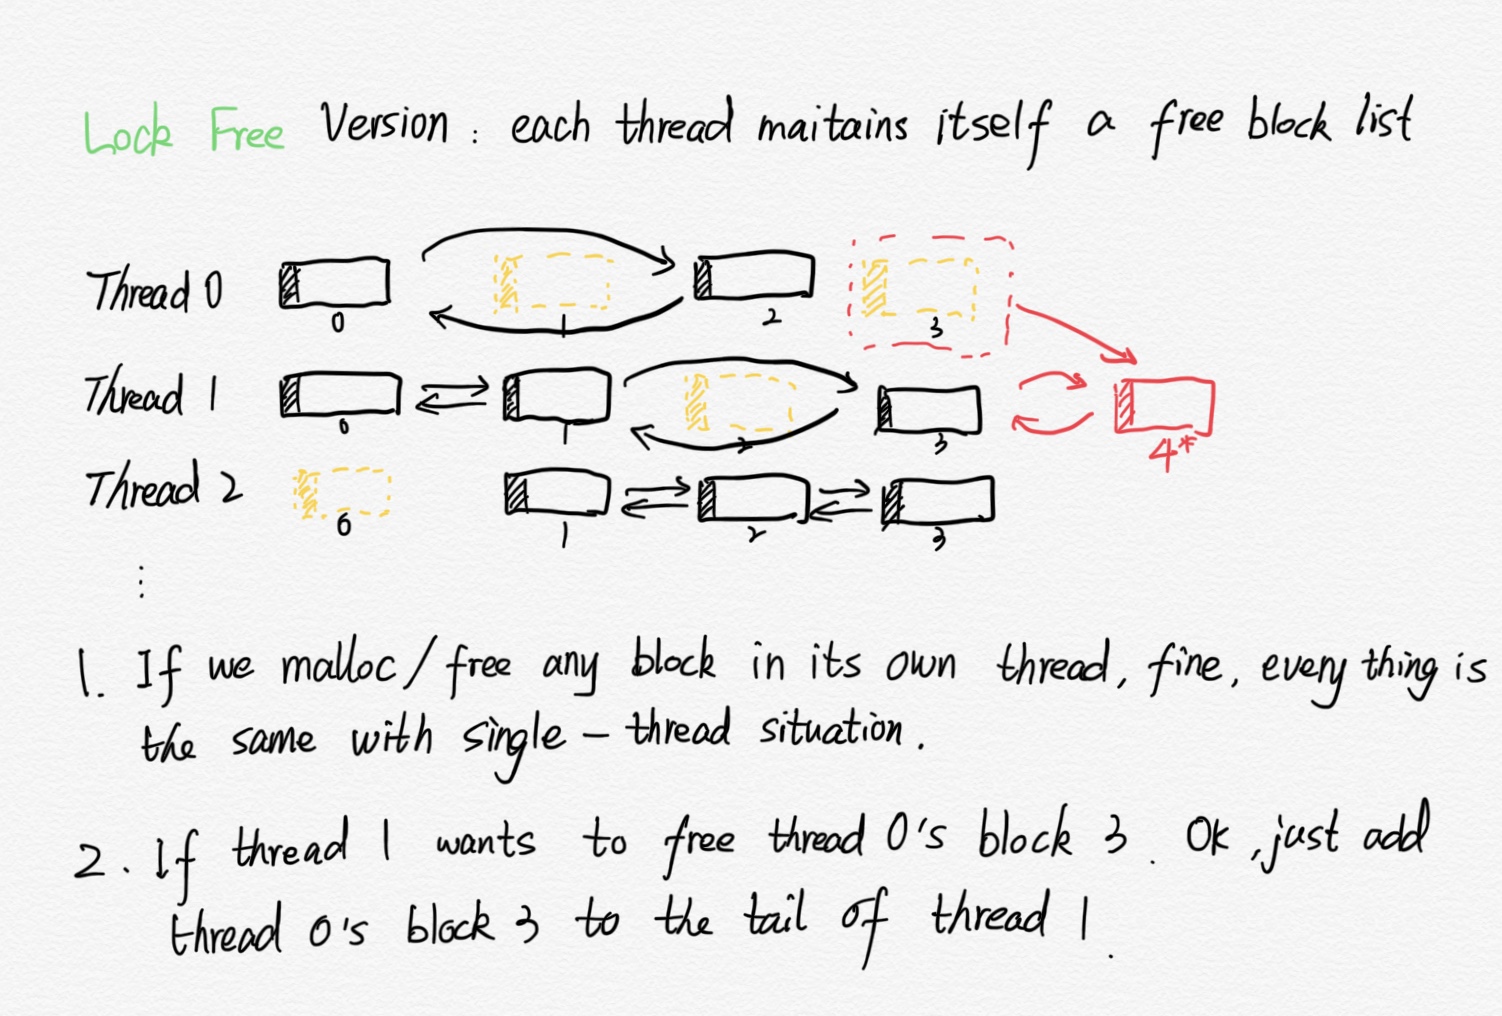 Lock Free Version : each thread maitains itself a free block list
Thread 0
0 1 2 3
Thread 1
0 1 2 3 4*
Thread 2
0 1 2 3
⋮
1. If we malloc/free any block in its own thread, fine, every thing is
the same with single-thread situation.
2. If thread 1 wants to free thread 0's block 3. Ok, just add
thread 0's block 3 to the tail of thread 1.